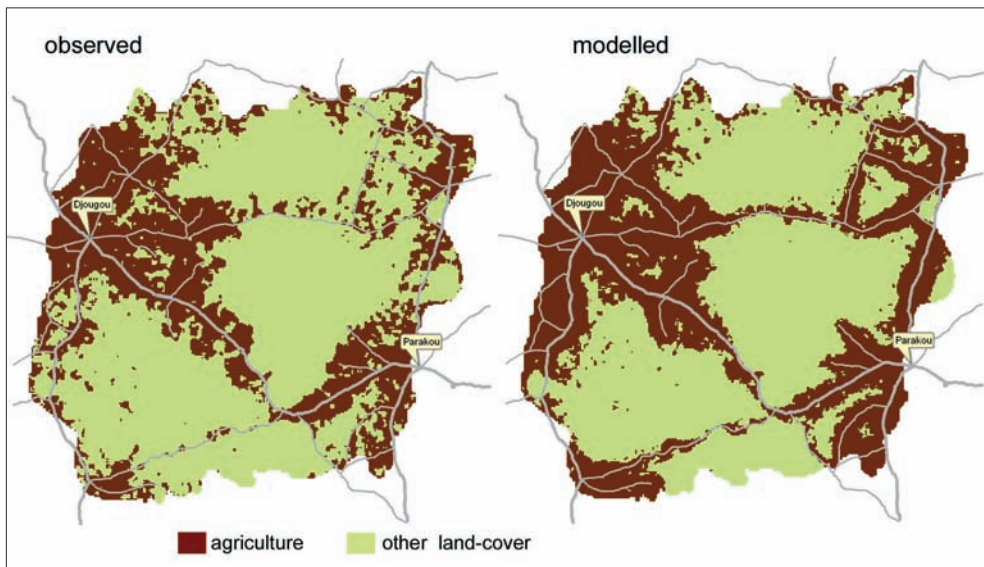 observed
modelled
Djougou
Parakou
Djougou
Parakou
agriculture
other land-cover